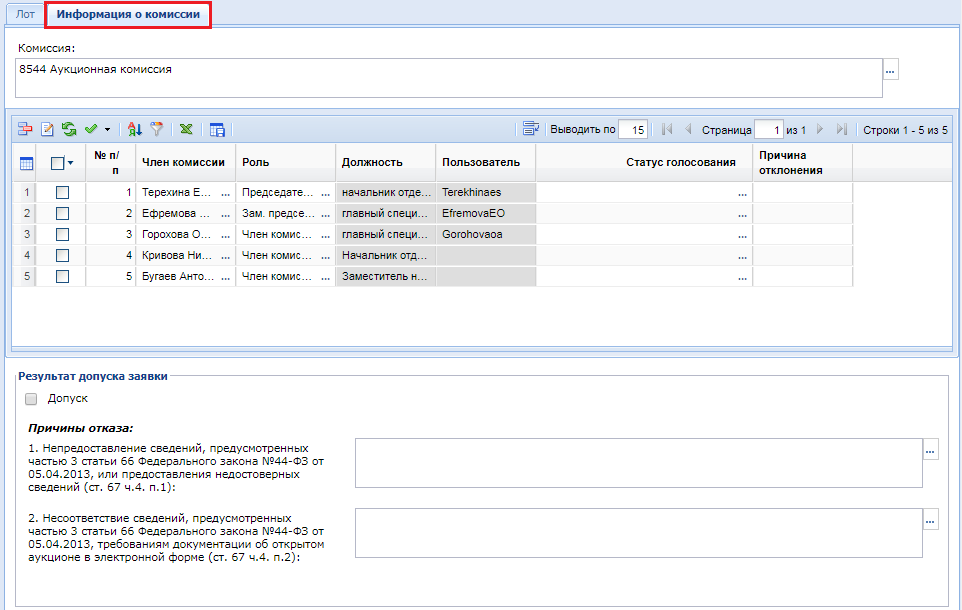 Лот
Информация о комиссии
Комиссия:
8544 Аукционная комиссия
...
Выводить по 15 Страница 1 из 1 Строки 1 - 5 из 5
№ п/п Член комиссии Роль Должность Пользователь Статус голосования Причина отклонения
1 1 Терехина Е... ... Председате... ... начальник отде... Terekhinaes ...
2 2 Ефремова ... ... Зам. предсе... ... главный специ... EfremovaEO ...
3 3 Горохова О... ... Член комис... ... главный специ... Gorohovaoa ...
4 4 Кривова Ни... ... Член комис... ... Начальник отд... ...
5 5 Бугаев Анто... ... Член комис... ... Заместитель н... ...
Результат допуска заявки
Допуск
Причины отказа:
1. Непредоставление сведений, предусмотренных
частью 3 статьи 66 Федерального закона №44-ФЗ от
05.04.2013, или предоставления недостоверных
сведений (ст. 67 ч.4. п.1):
...
2. Несоответствие сведений, предусмотренных
частью 3 статьи 66 Федерального закона №44-ФЗ от
05.04.2013, требованиям документации об открытом
аукционе в электронной форме (ст. 67 ч.4. п.2):
...